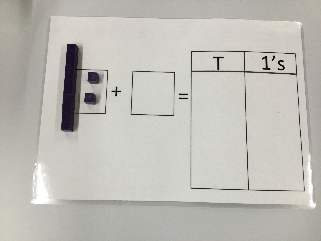 T 1's
+ =